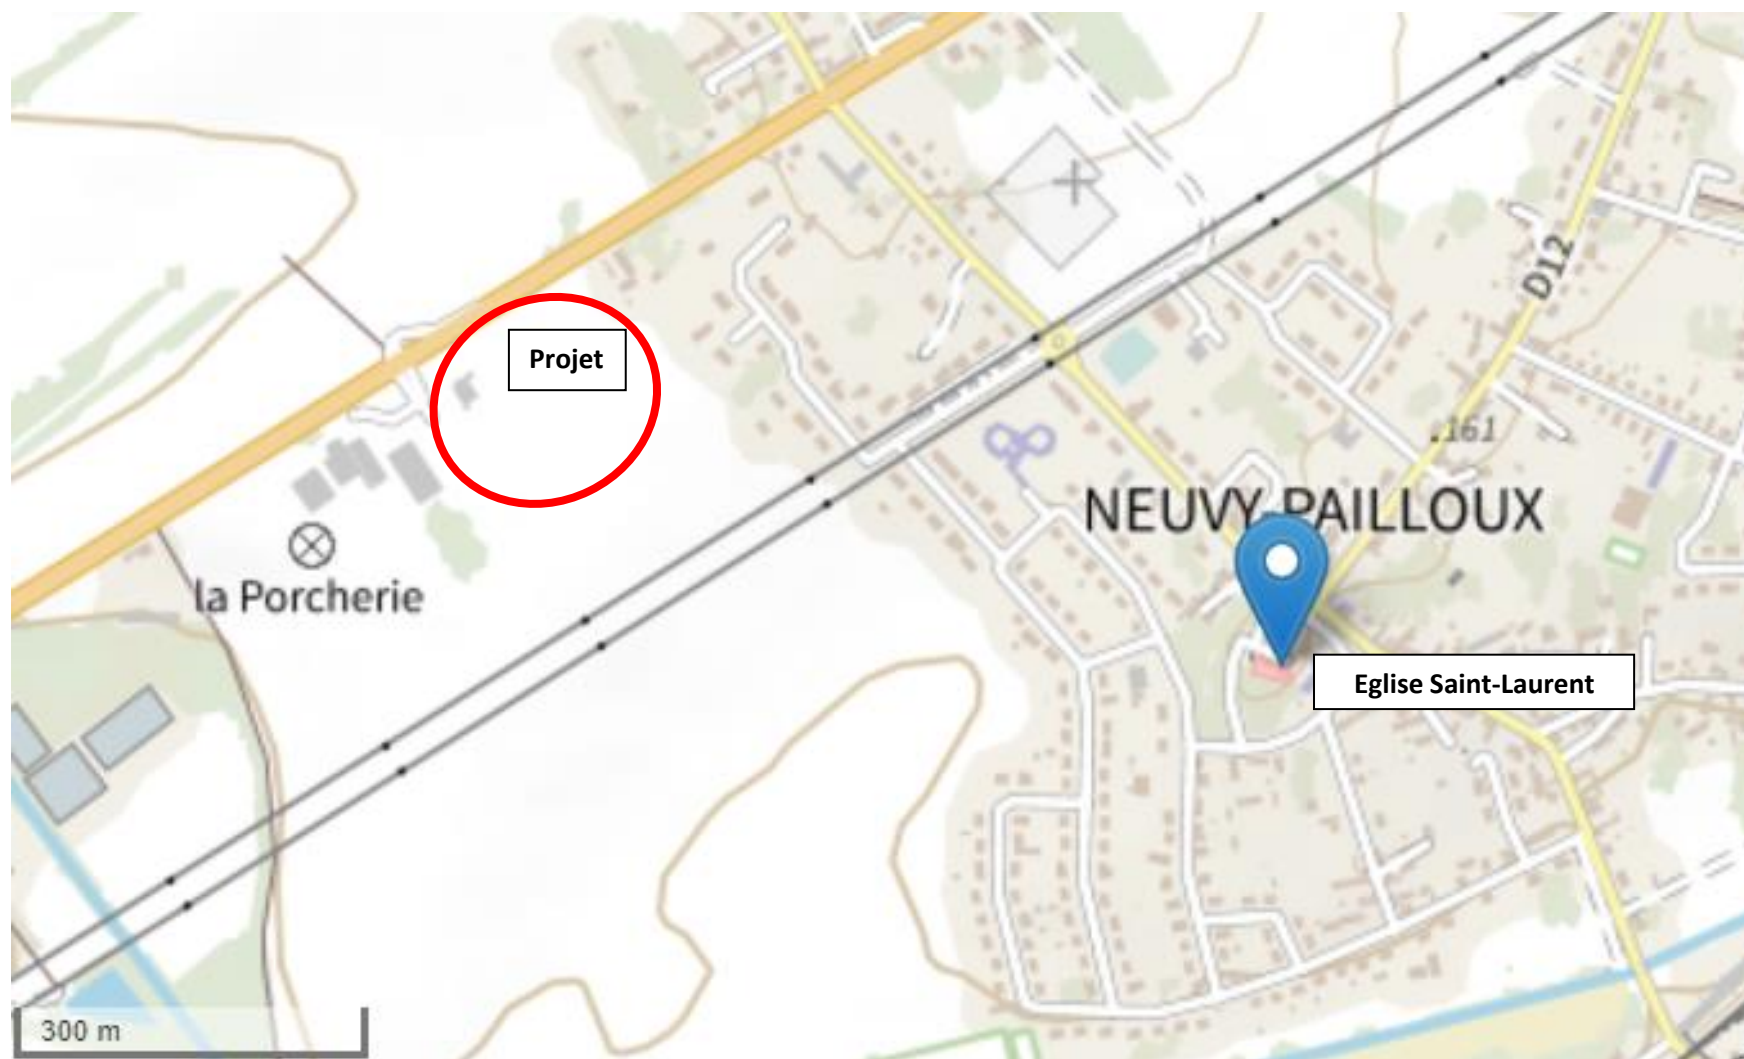 D12
Projet
.161
NEUVY-PAILLOUX
la Porcherie
Eglise Saint-Laurent
300 m